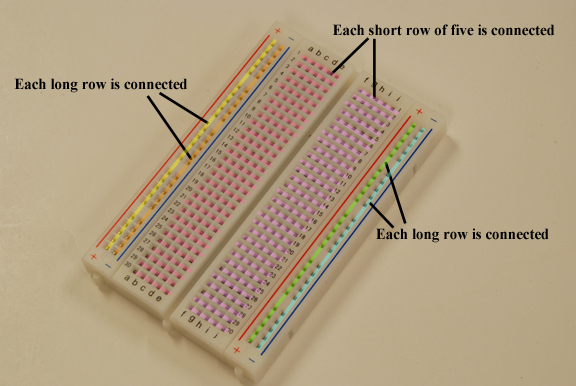 Each short row of five is connected
Each long row is connected
+ −
a b c d e
f g h i j
+ −
Each long row is connected
+ −
a b c d e
f g h i j
+ −